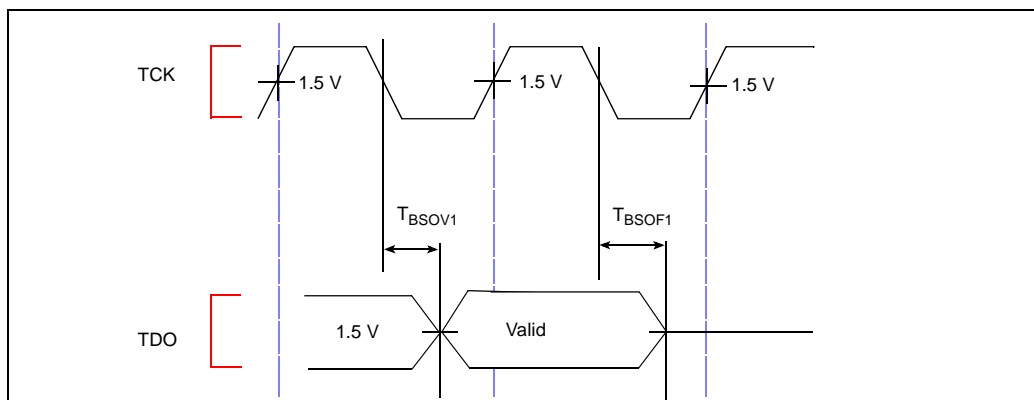 TCK
1.5 V
1.5 V
1.5 V
TBSOV1
TBSOF1
TDO
1.5 V
Valid